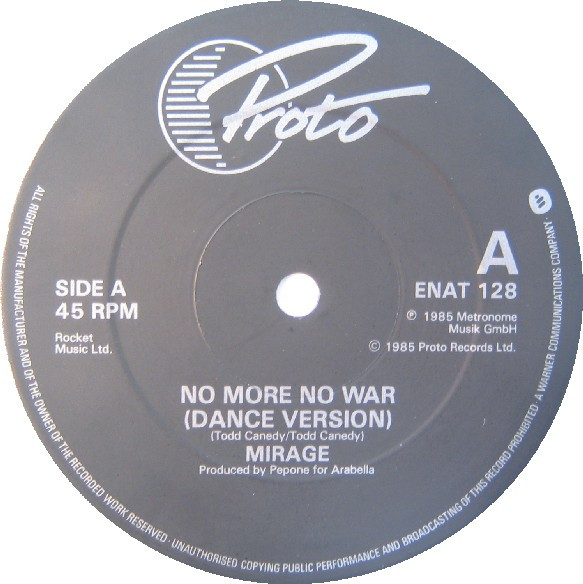 Proto
SIDE A
45 RPM
Rocket
Music Ltd.
A
ENAT 128
℗ 1985 Metronome
Musik GmbH
© 1985 Proto Records Ltd.
NO MORE NO WAR
(DANCE VERSION)
(Todd Canedy/Todd Canedy)
MIRAGE
Produced by Pepone for Arabella
ALL RIGHTS OF THE MANUFACTURER AND OF THE OWNER OF THE RECORDED WORK RESERVED · UNAUTHORISED COPYING PUBLIC PERFORMANCE AND BROADCASTING OF THIS RECORD PROHIBITED · A WARNER COMMUNICATIONS COMPANY ·